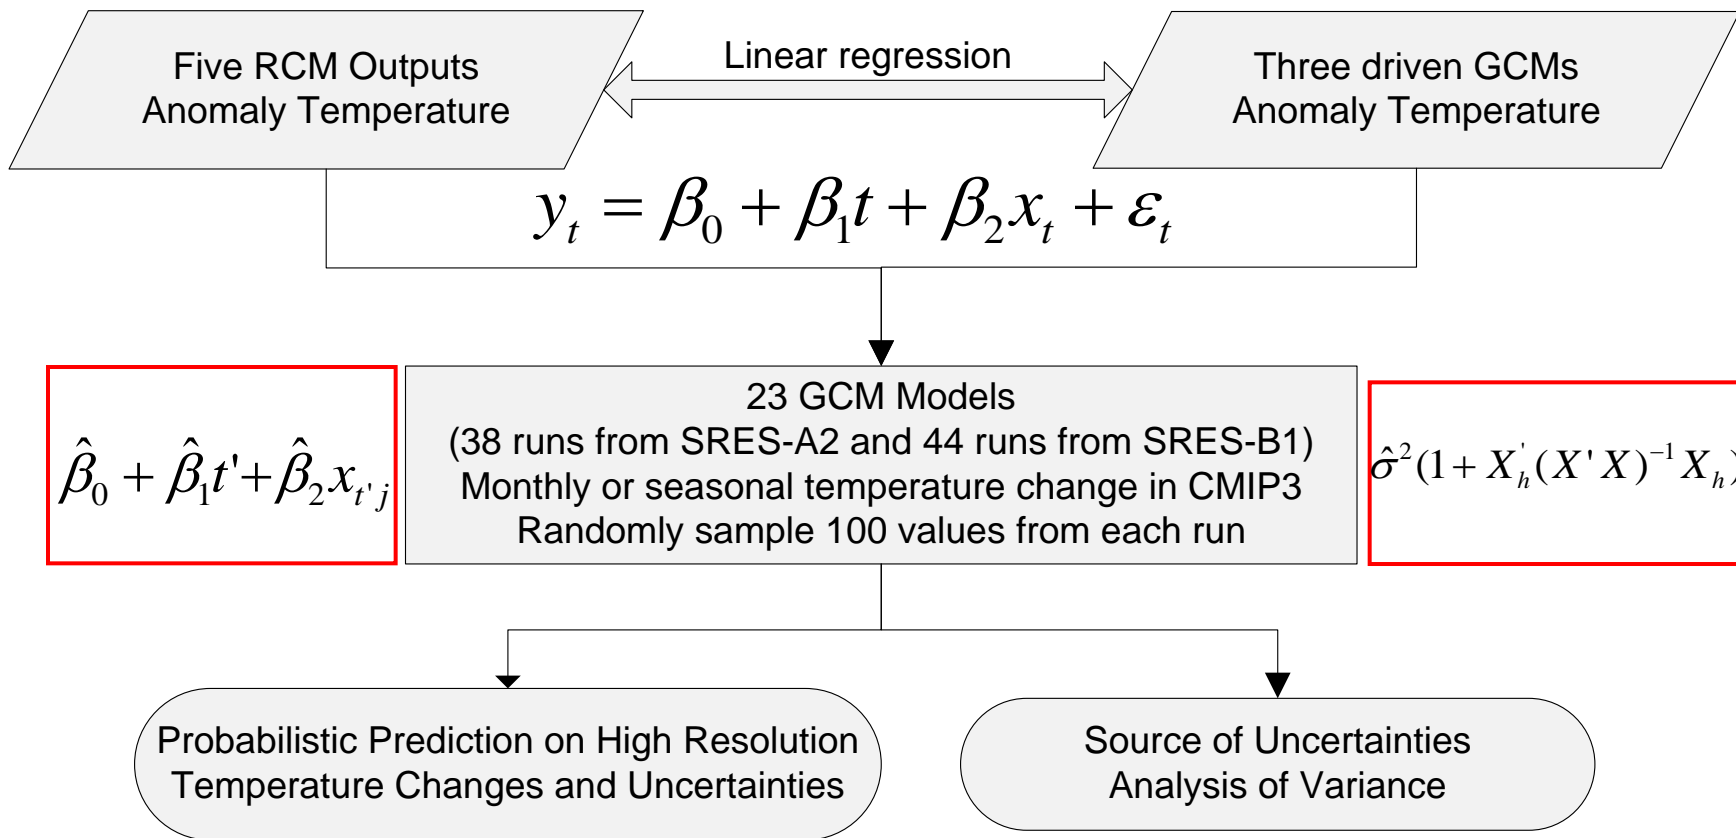 Five RCM Outputs
Anomaly Temperature
Linear regression
Three driven GCMs
Anomaly Temperature
y_t = β_0 + β_1 t + β_2 x_t + ε_t
β̂_0 + β̂_1 t' + β̂_2 x_{t'j}
23 GCM Models
(38 runs from SRES-A2 and 44 runs from SRES-B1)
Monthly or seasonal temperature change in CMIP3
Randomly sample 100 values from each run
σ̂^2 (1 + X_h' (X' X)^{-1} X_h)
Probabilistic Prediction on High Resolution
Temperature Changes and Uncertainties
Source of Uncertainties
Analysis of Variance